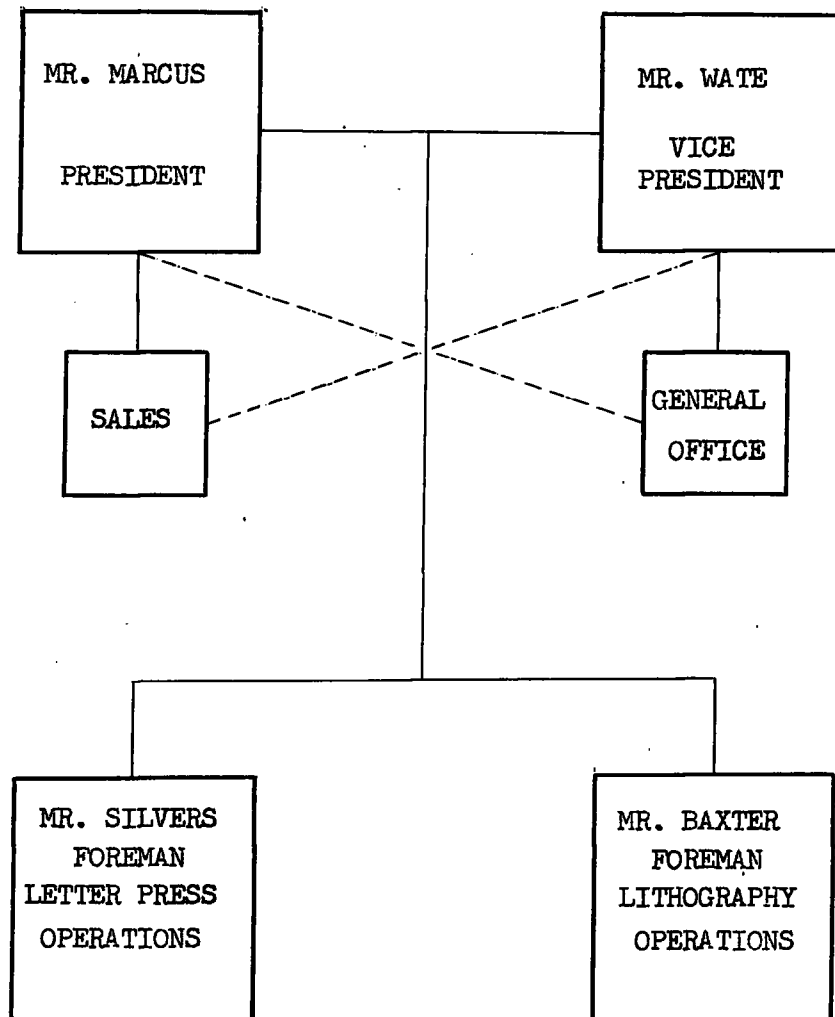 MR. MARCUS
PRESIDENT
MR. WATE
VICE
PRESIDENT
SALES
GENERAL
OFFICE
MR. SILVERS
FOREMAN
LETTER PRESS
OPERATIONS
MR. BAXTER
FOREMAN
LITHOGRAPHY
OPERATIONS